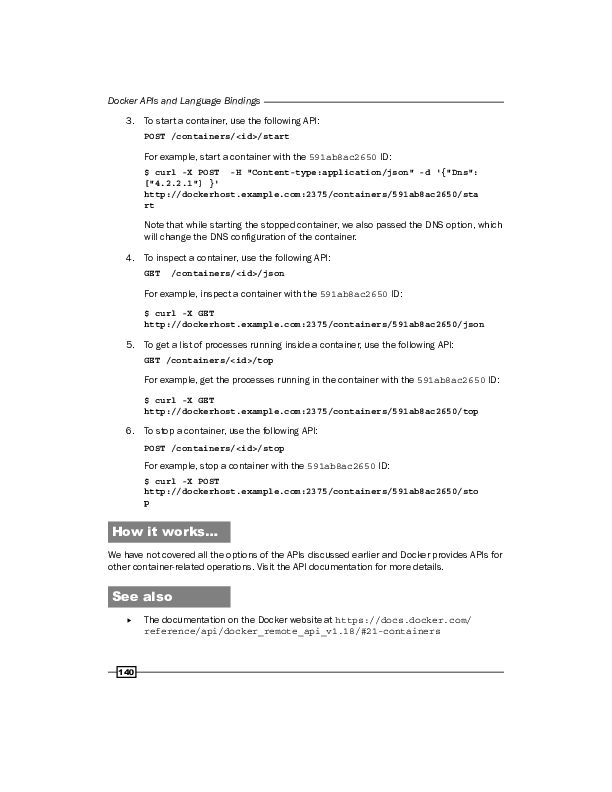 Docker APIs and Language Bindings
3. To start a container, use the following API:
POST /containers/<id>/start
For example, start a container with the 591ab8ac2650 ID:
$ curl -X POST  -H "Content-type:application/json" -d '{"Dns":
["4.2.2.1"] }'
http://dockerhost.example.com:2375/containers/591ab8ac2650/sta
rt
Note that while starting the stopped container, we also passed the DNS option, which
will change the DNS configuration of the container.
4. To inspect a container, use the following API:
GET  /containers/<id>/json
For example, inspect a container with the 591ab8ac2650 ID:
$ curl -X GET
http://dockerhost.example.com:2375/containers/591ab8ac2650/json
5. To get a list of processes running inside a container, use the following API:
GET /containers/<id>/top
For example, get the processes running in the container with the 591ab8ac2650 ID:
$ curl -X GET
http://dockerhost.example.com:2375/containers/591ab8ac2650/top
6. To stop a container, use the following API:
POST /containers/<id>/stop
For example, stop a container with the 591ab8ac2650 ID:
$ curl -X POST
http://dockerhost.example.com:2375/containers/591ab8ac2650/sto
p
How it works…
We have not covered all the options of the APIs discussed earlier and Docker provides APIs for
other container-related operations. Visit the API documentation for more details.
See also
▸ The documentation on the Docker website at https://docs.docker.com/
reference/api/docker_remote_api_v1.18/#21-containers
140